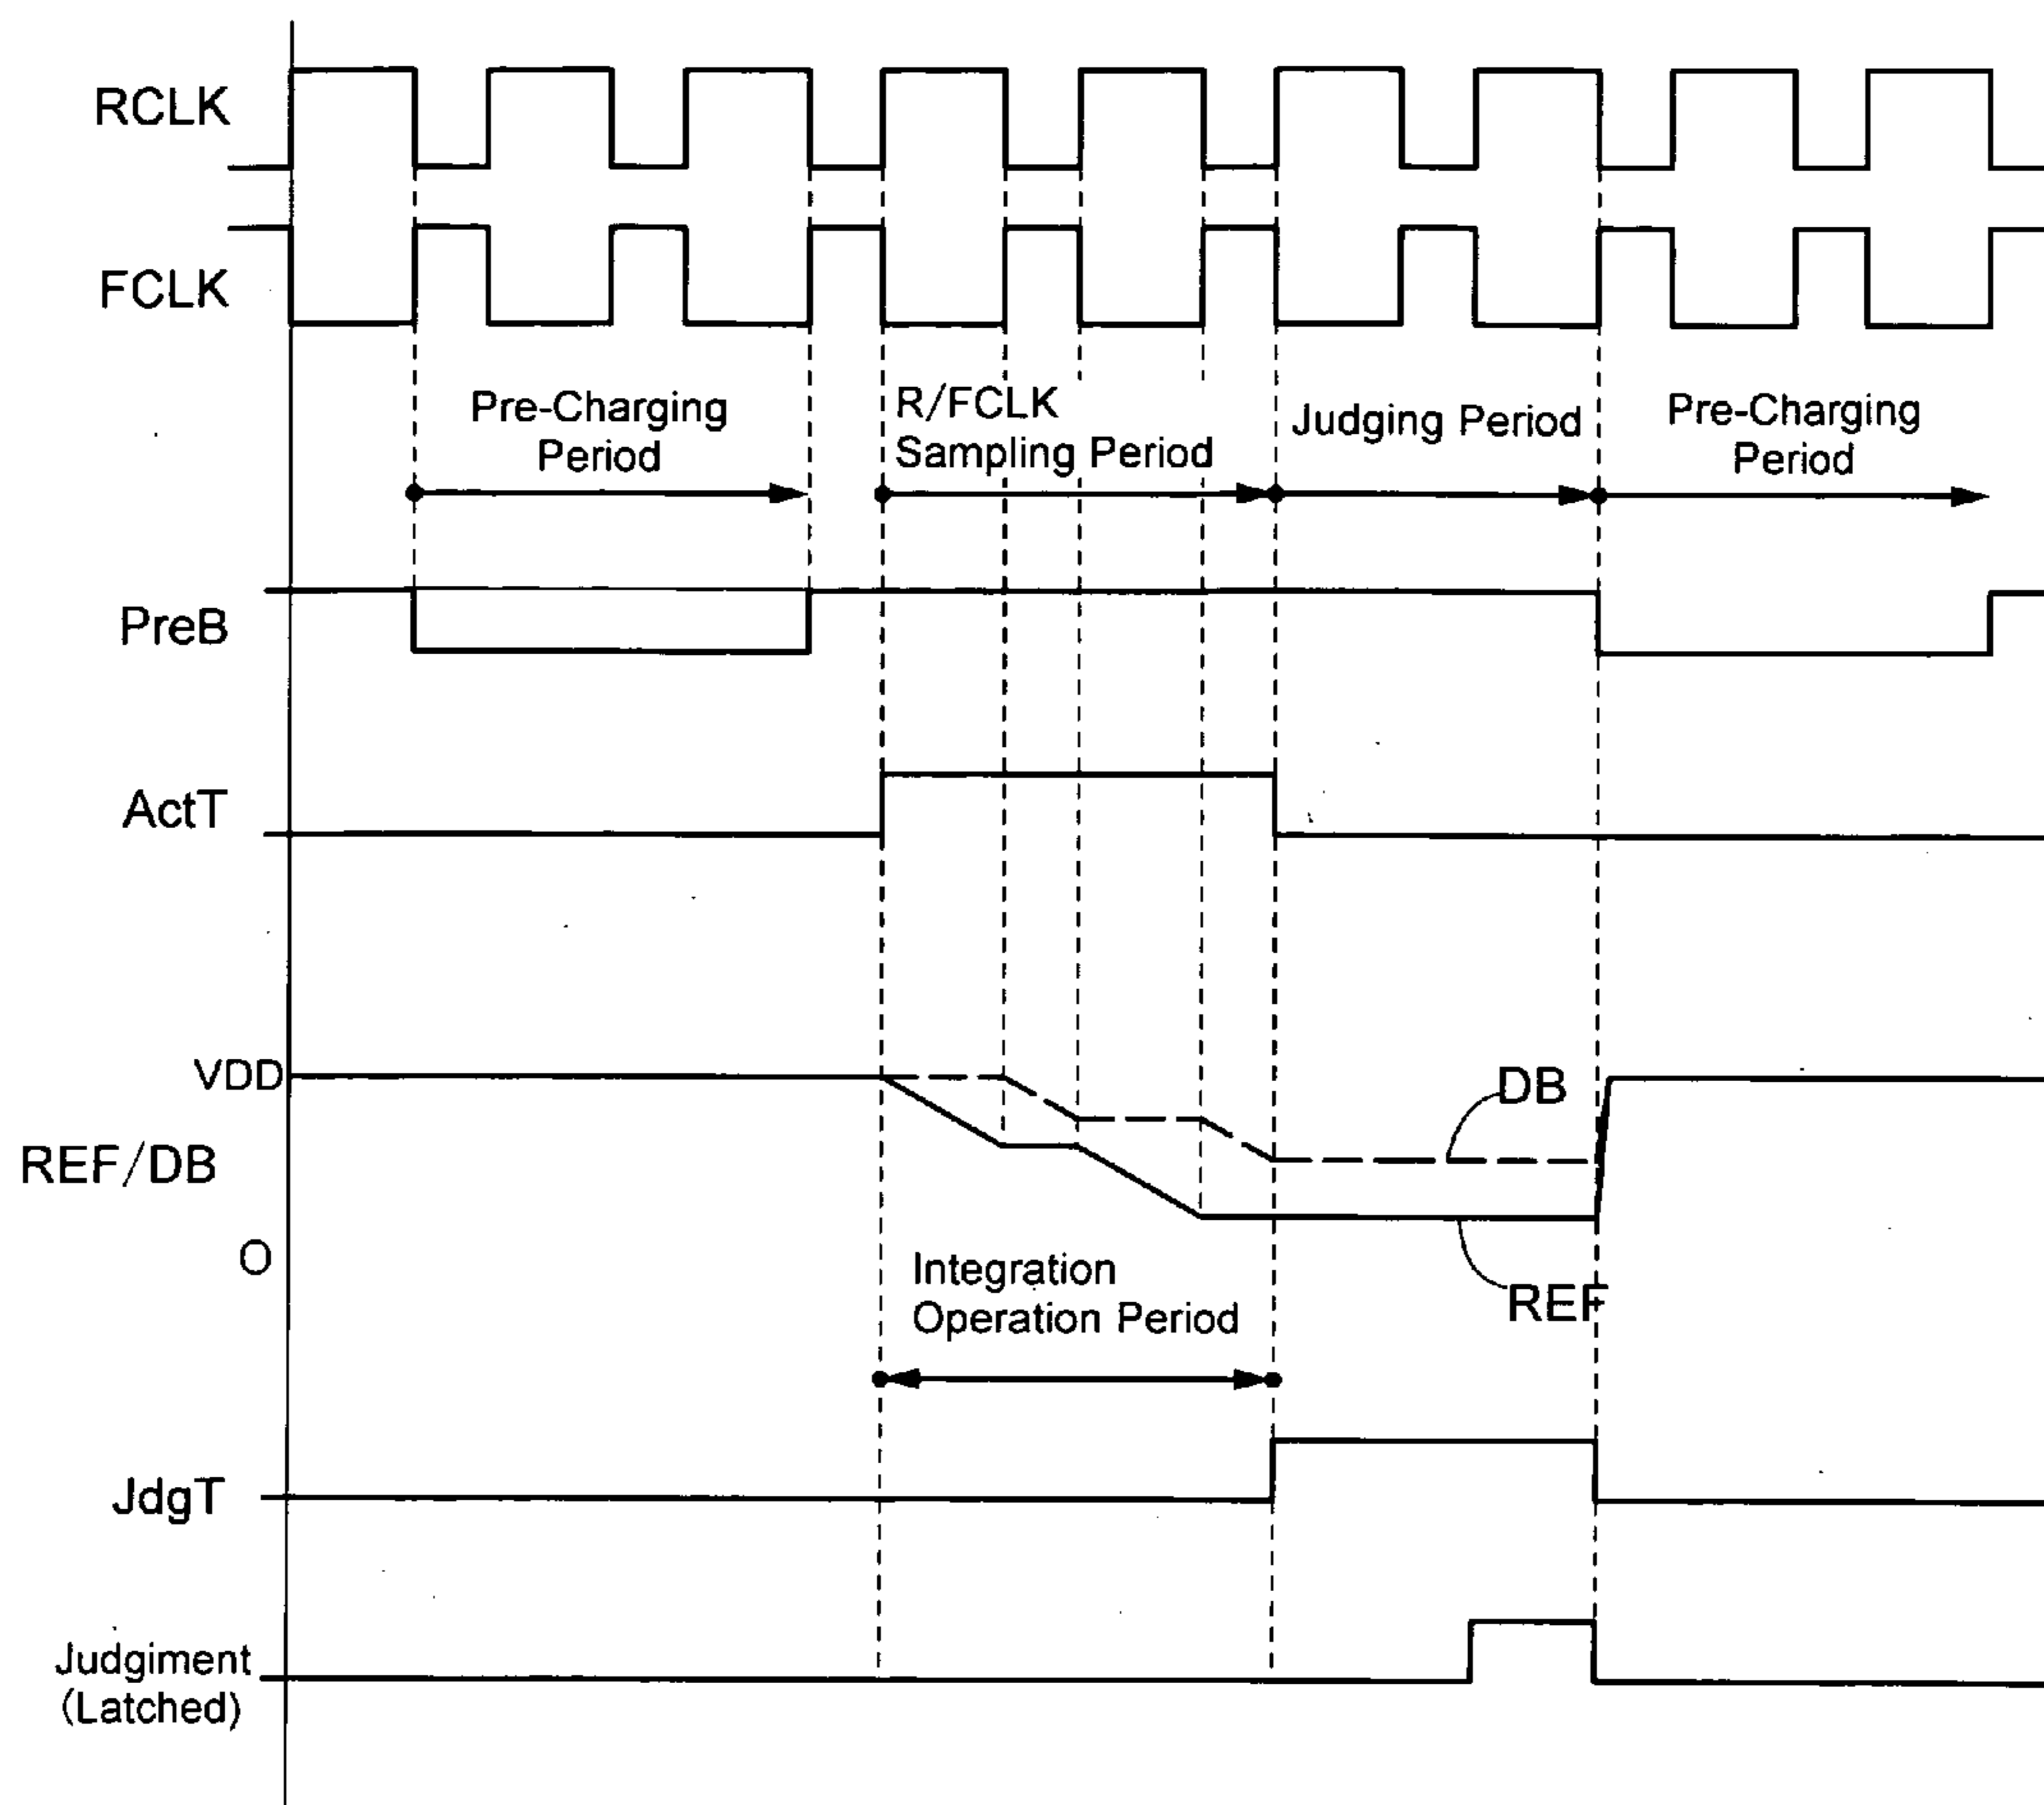 RCLK
FCLK
Pre-Charging
Period
R/FCLK
Sampling Period
Judging Period
Pre-Charging
Period
PreB
ActT
VDD
DB
REF/DB
O
REF
Integration
Operation Period
JdgT
Judgiment
(Latched)